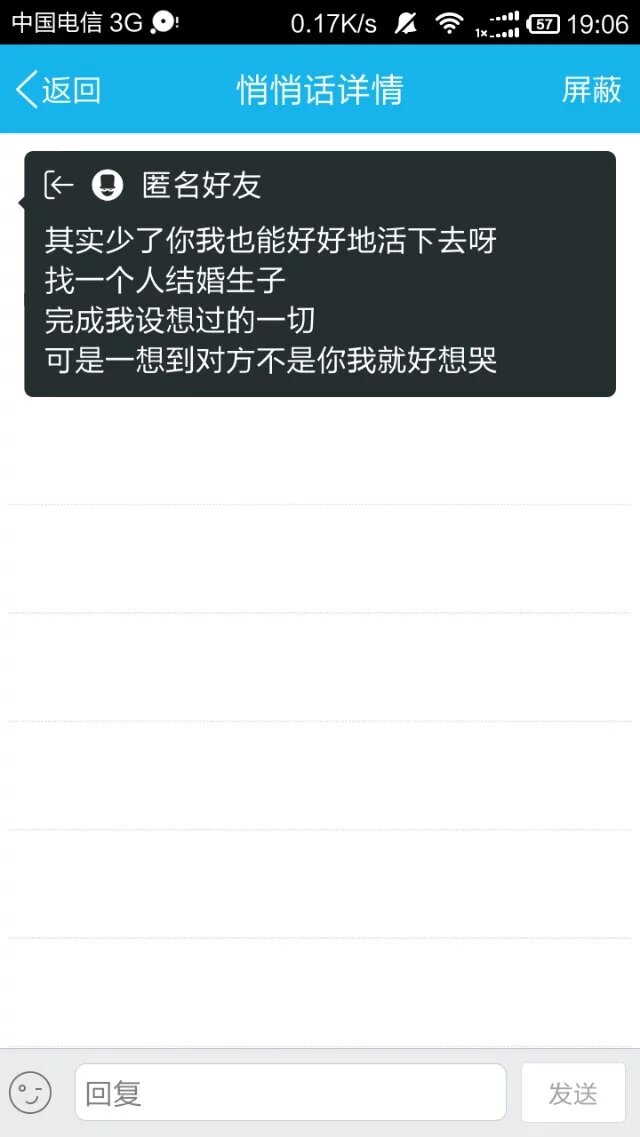 中国电信 3G 0.17K/s 1x 57 19:06
返回 悄悄话详情 屏蔽
匿名好友
其实少了你我也能好好地活下去呀
找一个人结婚生子
完成我设想过的一切
可是一想到对方不是你我就好想哭
回复 发送